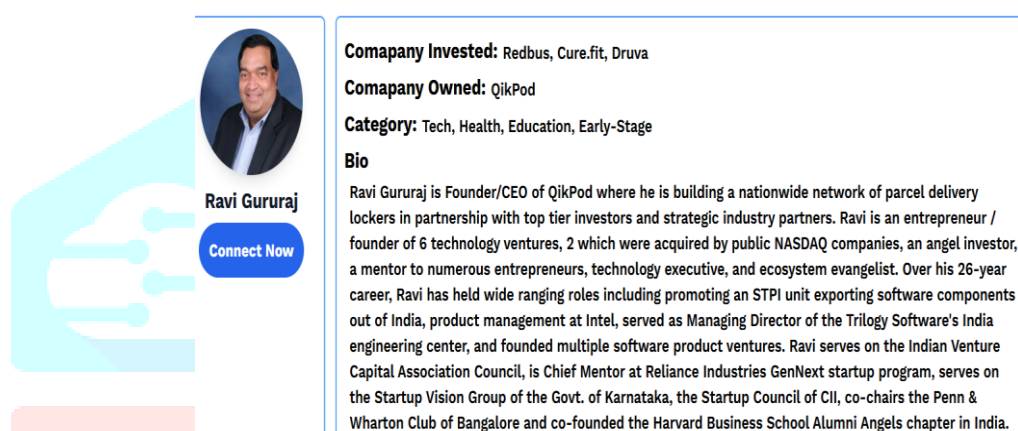 Ravi Gururaj
Connect Now
Comapany Invested: Redbus, Cure.fit, Druva
Comapany Owned: QikPod
Category: Tech, Health, Education, Early-Stage
Bio
Ravi Gururaj is Founder/CEO of QikPod where he is building a nationwide network of parcel delivery
lockers in partnership with top tier investors and strategic industry partners. Ravi is an entrepreneur /
founder of 6 technology ventures, 2 which were acquired by public NASDAQ companies, an angel investor,
a mentor to numerous entrepreneurs, technology executive, and ecosystem evangelist. Over his 26-year
career, Ravi has held wide ranging roles including promoting an STPI unit exporting software components
out of India, product management at Intel, served as Managing Director of the Trilogy Software's India
engineering center, and founded multiple software product ventures. Ravi serves on the Indian Venture
Capital Association Council, is Chief Mentor at Reliance Industries GenNext startup program, serves on
the Startup Vision Group of the Govt. of Karnataka, the Startup Council of CII, co-chairs the Penn &
Wharton Club of Bangalore and co-founded the Harvard Business School Alumni Angels chapter in India.